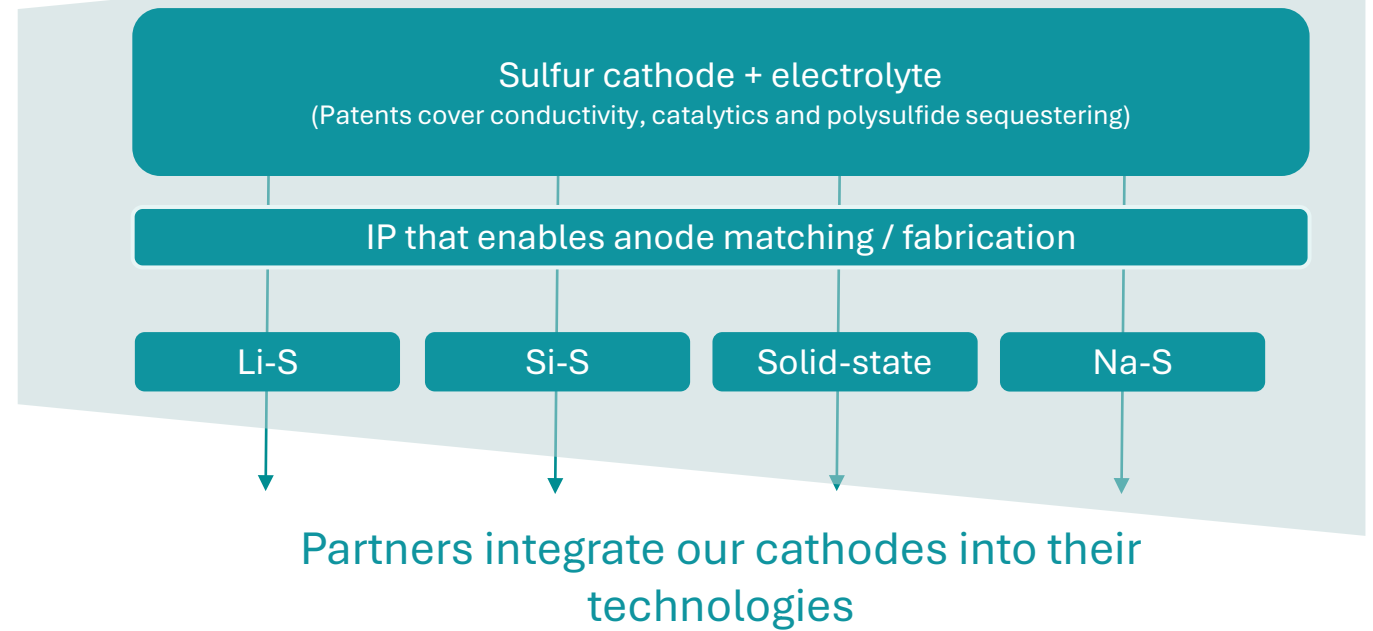 Sulfur cathode + electrolyte
(Patents cover conductivity, catalytics and polysulfide sequestering)
IP that enables anode matching / fabrication
Li-S
Si-S
Solid-state
Na-S
Partners integrate our cathodes into their
technologies